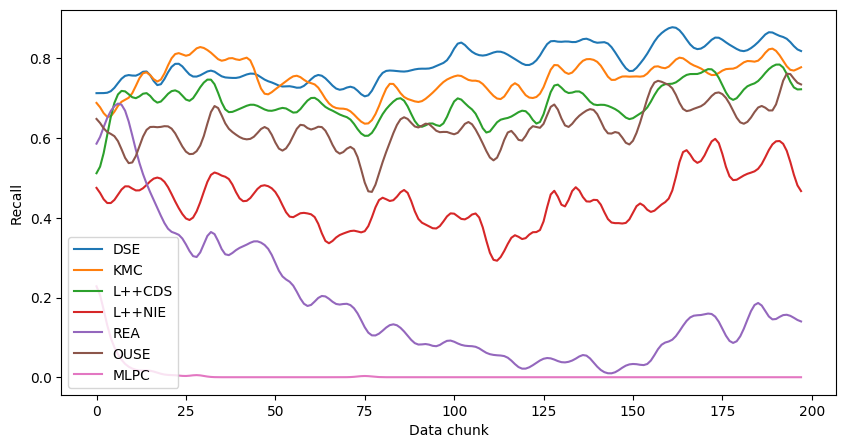 0.8
0.6
0.4
0.2
0.0
Recall
DSE
KMC
L++CDS
L++NIE
REA
OUSE
MLPC
0
25
50
75
100
125
150
175
200
Data chunk